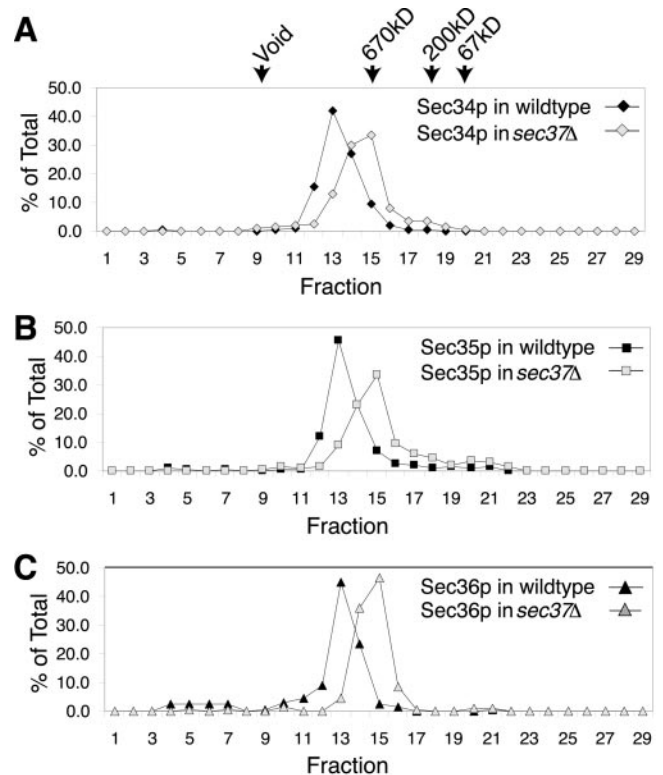 A
Void
670kD
200kD
67kD
50.0
40.0
30.0
20.0
10.0
0.0
% of Total
Sec34p in wildtype
Sec34p in sec37Δ
1 3 5 7 9 11 13 15 17 19 21 23 25 27 29
Fraction
B
50.0
40.0
30.0
20.0
10.0
0.0
% of Total
Sec35p in wildtype
Sec35p in sec37Δ
1 3 5 7 9 11 13 15 17 19 21 23 25 27 29
Fraction
C
50.0
40.0
30.0
20.0
10.0
0.0
% of Total
Sec36p in wildtype
Sec36p in sec37Δ
1 3 5 7 9 11 13 15 17 19 21 23 25 27 29
Fraction